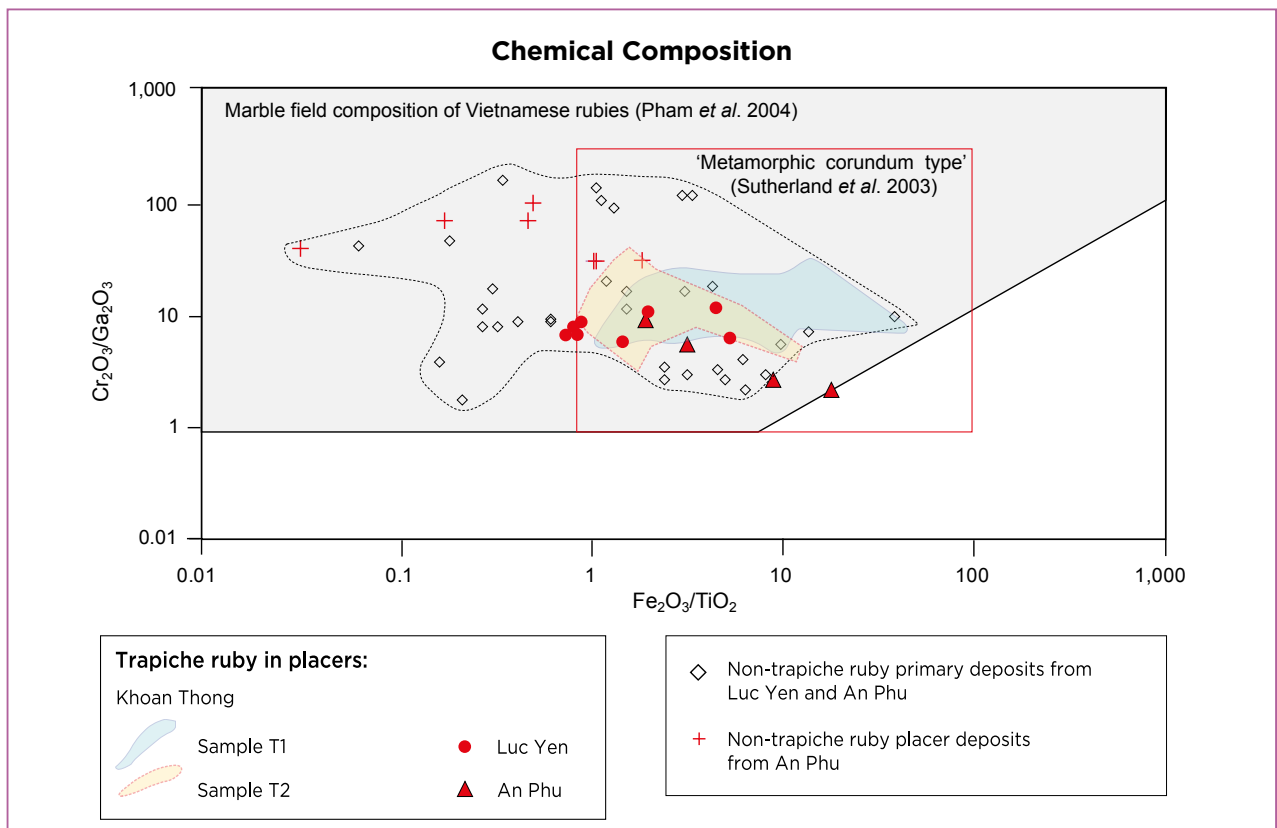 Chemical Composition
1,000
Marble field composition of Vietnamese rubies (Pham et al. 2004)
'Metamorphic corundum type'
(Sutherland et al. 2003)
100
10
1
0.01
Cr₂O₃/Ga₂O₃
0.01 0.1 1 10 100 1,000
Fe₂O₃/TiO₂
Trapiche ruby in placers:
Khoan Thong
Sample T1
Sample T2
Luc Yen
An Phu
Non-trapiche ruby primary deposits from
Luc Yen and An Phu
Non-trapiche ruby placer deposits
from An Phu